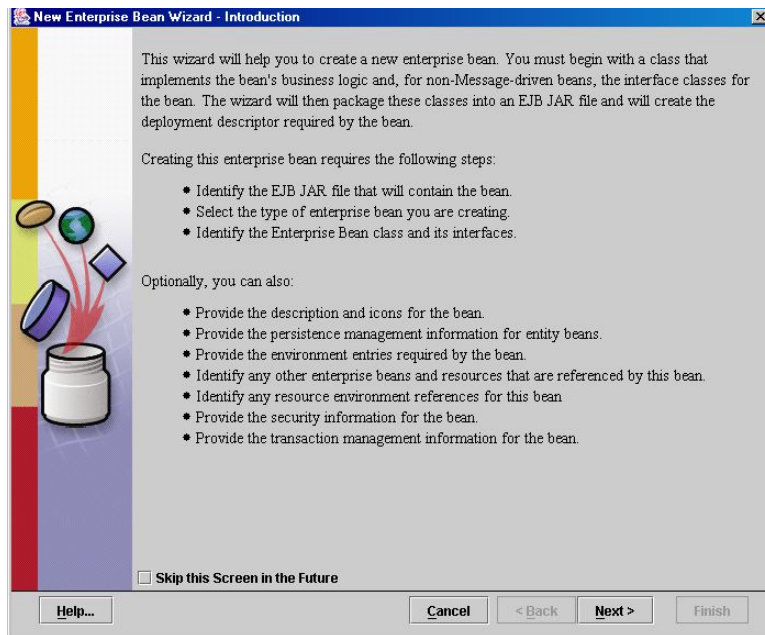 New Enterprise Bean Wizard - Introduction
This wizard will help you to create a new enterprise bean. You must begin with a class that
implements the bean's business logic and, for non-Message-driven beans, the interface classes for
the bean. The wizard will then package these classes into an EJB JAR file and will create the
deployment descriptor required by the bean.
Creating this enterprise bean requires the following steps:
• Identify the EJB JAR file that will contain the bean.
• Select the type of enterprise bean you are creating.
• Identify the Enterprise Bean class and its interfaces.
Optionally, you can also:
• Provide the description and icons for the bean.
• Provide the persistence management information for entity beans.
• Provide the environment entries required by the bean.
• Identify any other enterprise beans and resources that are referenced by this bean.
• Identify any resource environment references for this bean
• Provide the security information for the bean.
• Provide the transaction management information for the bean.
Skip this Screen in the Future
Help... Cancel < Back Next > Finish